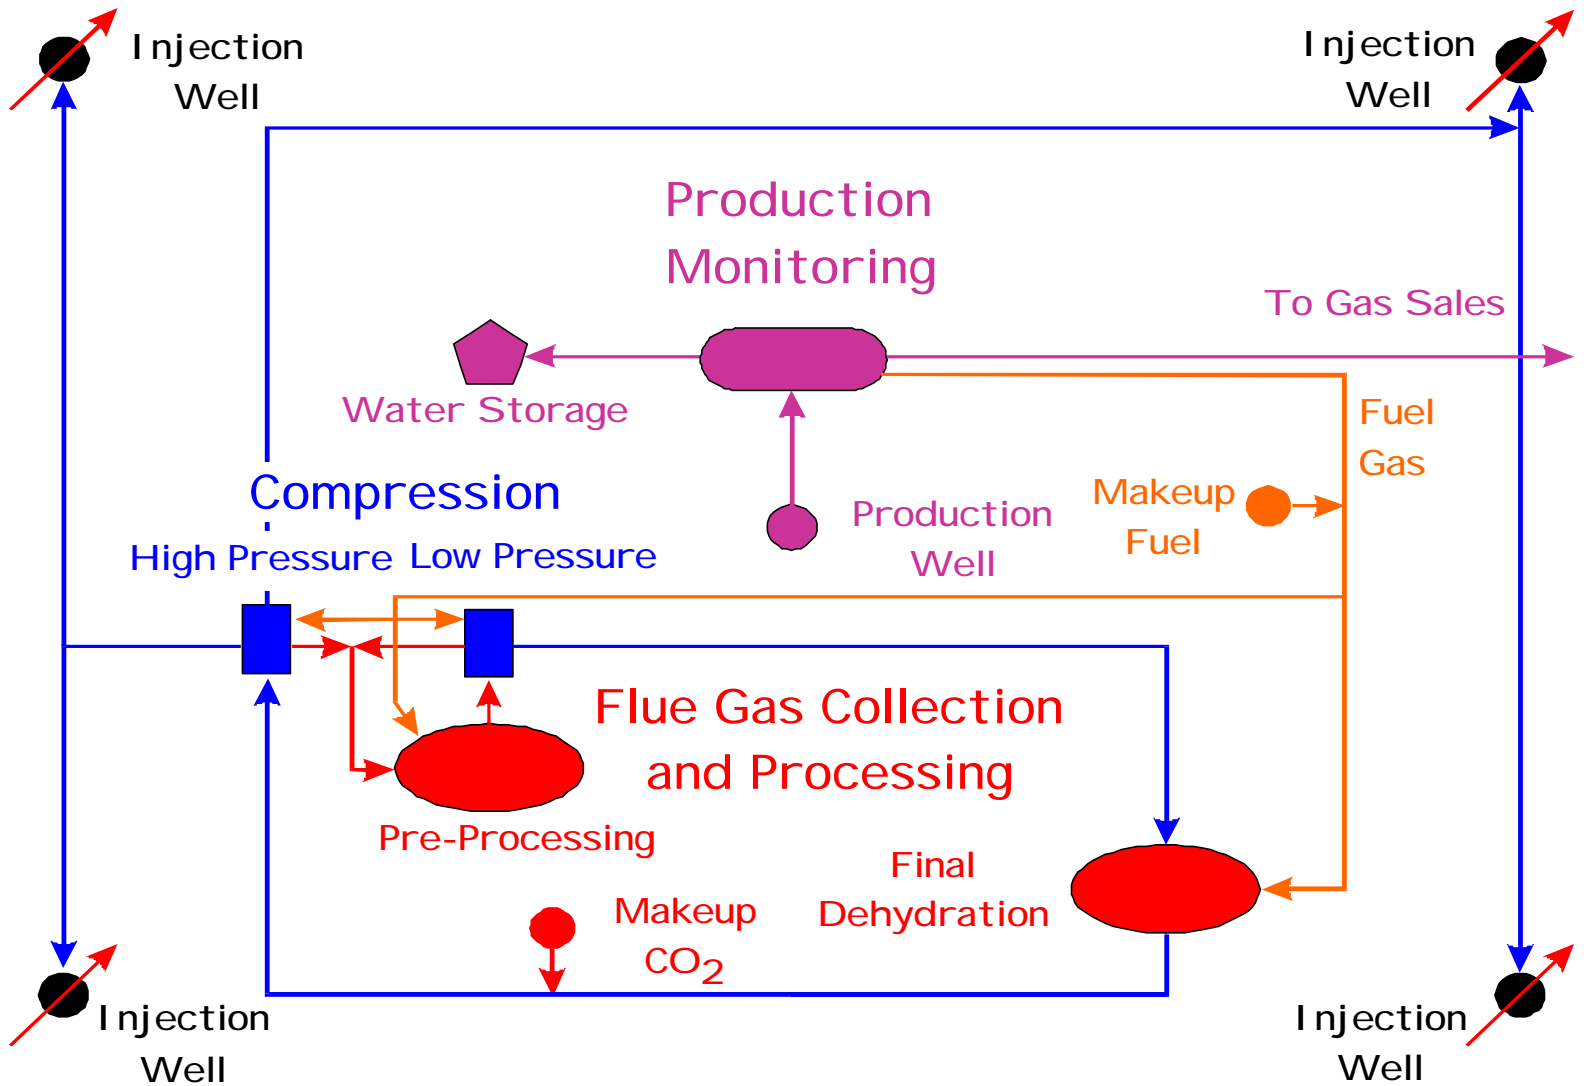 Injection
Well
Injection
Well
Production
Monitoring
To Gas Sales
Water Storage
Fuel
Gas
Compression
Makeup
Fuel
Production
Well
High Pressure
Low Pressure
Flue Gas Collection
and Processing
Pre-Processing
Final
Dehydration
Makeup
CO₂
Injection
Well
Injection
Well